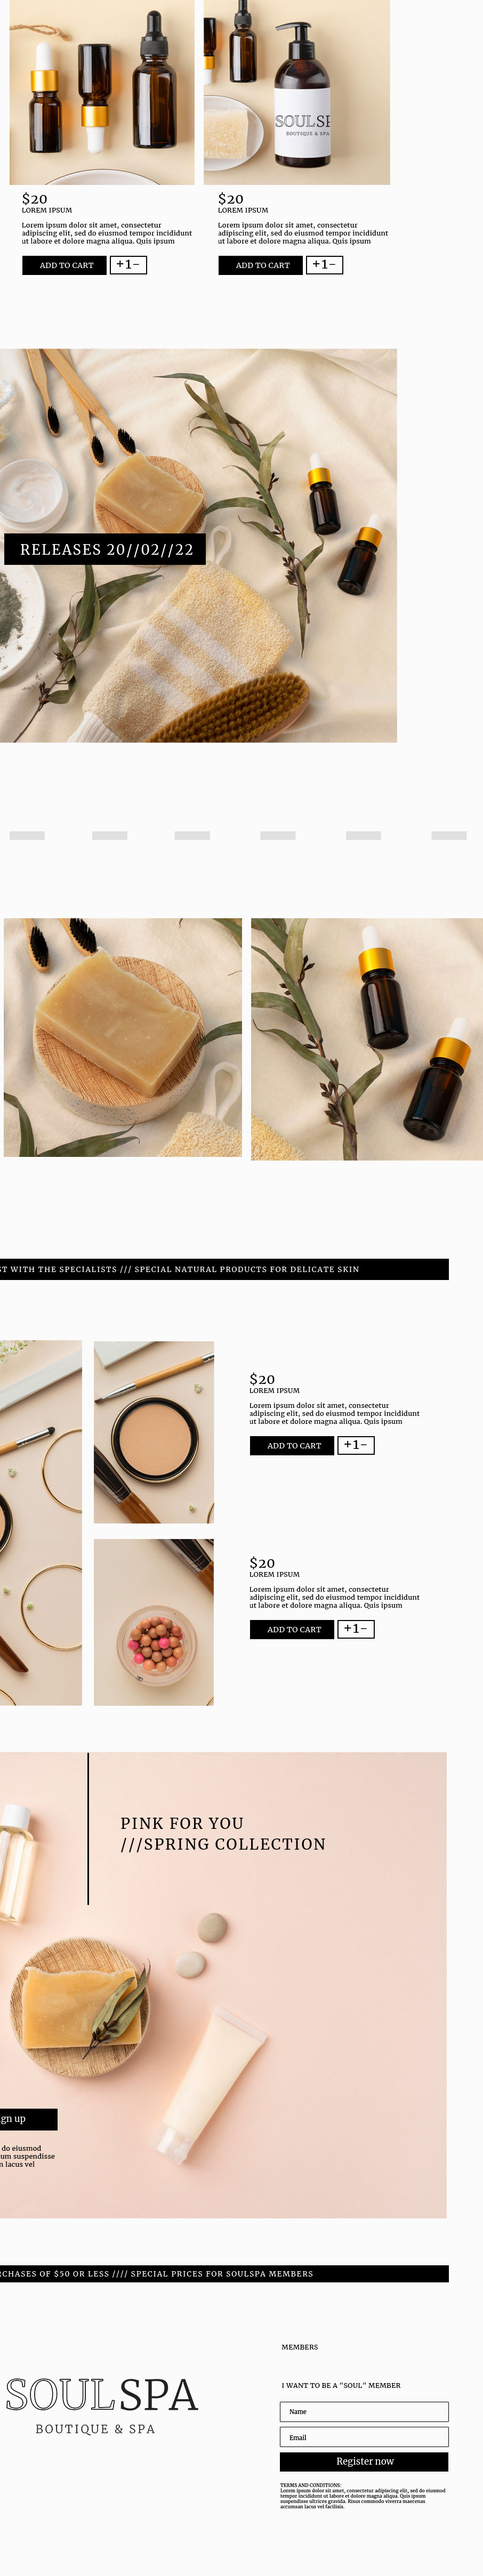 SOULSP
BOUTIQUE & SPA
$20
LOREM IPSUM
Lorem ipsum dolor sit amet, consectetur
adipiscing elit, sed do eiusmod tempor incididunt
ut labore et dolore magna aliqua. Quis ipsum
ADD TO CART +1-
$20
LOREM IPSUM
Lorem ipsum dolor sit amet, consectetur
adipiscing elit, sed do eiusmod tempor incididunt
ut labore et dolore magna aliqua. Quis ipsum
ADD TO CART +1-
RELEASES 20//02//22
ST WITH THE SPECIALISTS /// SPECIAL NATURAL PRODUCTS FOR DELICATE SKIN
$20
LOREM IPSUM
Lorem ipsum dolor sit amet, consectetur
adipiscing elit, sed do eiusmod tempor incididunt
ut labore et dolore magna aliqua. Quis ipsum
ADD TO CART +1-
$20
LOREM IPSUM
Lorem ipsum dolor sit amet, consectetur
adipiscing elit, sed do eiusmod tempor incididunt
ut labore et dolore magna aliqua. Quis ipsum
ADD TO CART +1-
PINK FOR YOU
///SPRING COLLECTION
gn up
do eiusmod
um suspendisse
n lacus vel
RCHASES OF $50 OR LESS //// SPECIAL PRICES FOR SOULSPA MEMBERS
SOULSPA
BOUTIQUE & SPA
MEMBERS
I WANT TO BE A "SOUL" MEMBER
Name
Email
Register now
TERMS AND CONDITIONS:
Lorem ipsum dolor sit amet, consectetur adipiscing elit, sed do eiusmod
tempor incididunt ut labore et dolore magna aliqua. Quis ipsum
suspendisse ultrices gravida. Risus commodo viverra maecenas
accumsan lacus vel facilisis.